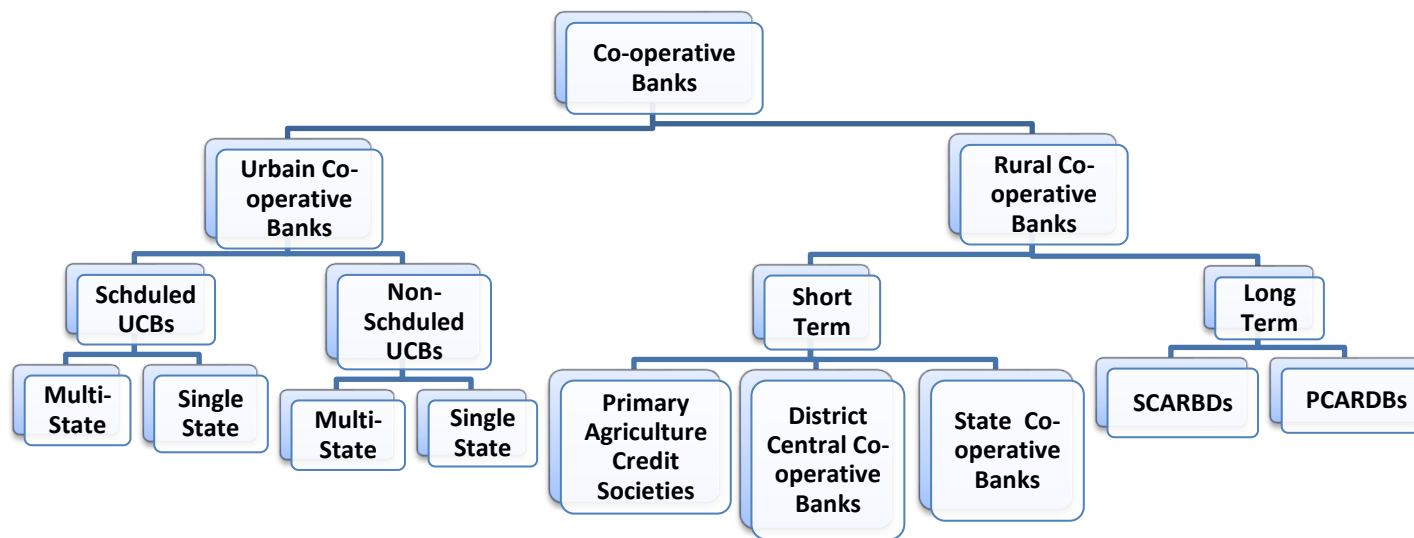 Co-operative
Banks
Urbain Co-
operative
Banks
Rural Co-
operative
Banks
Schduled
UCBs
Non-
Schduled
UCBs
Short
Term
Long
Term
Multi-
State
Single
State
Multi-
State
Single
State
Primary
Agriculture
Credit
Societies
District
Central Co-
operative
Banks
State Co-
operative
Banks
SCARBDs
PCARDBs